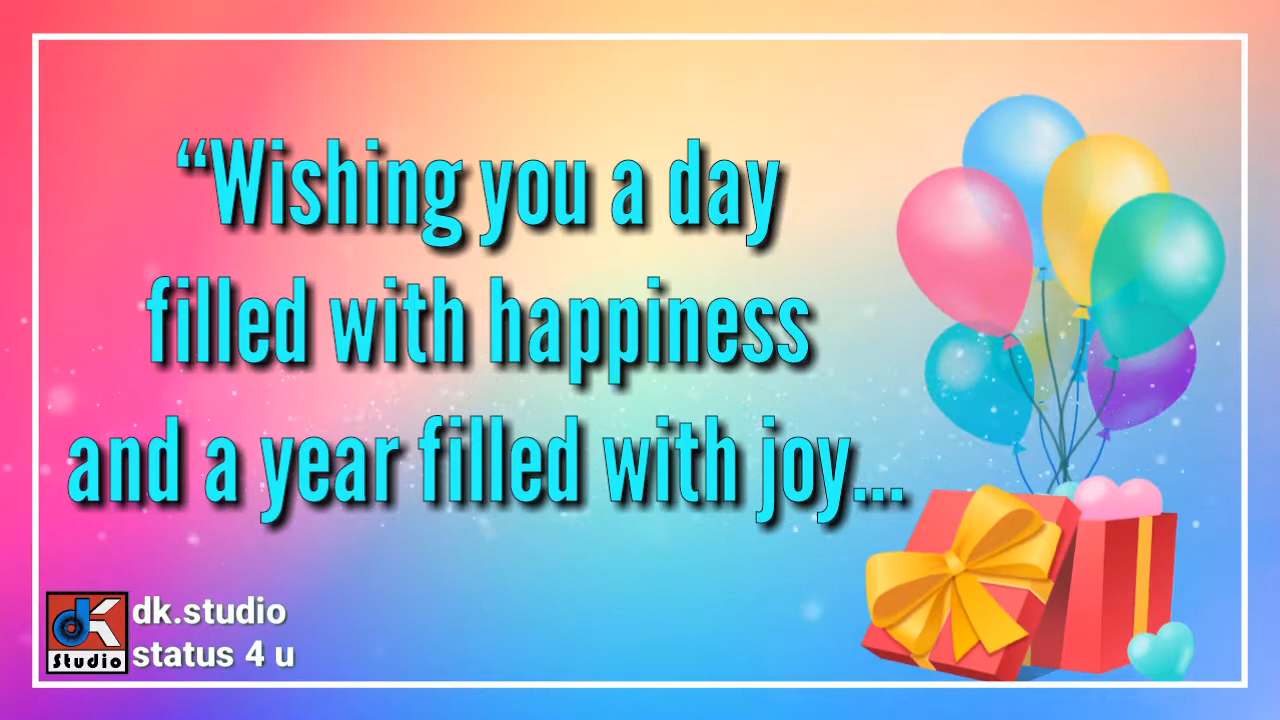 “Wishing you a day
filled with happiness
and a year filled with joy...
dK
Studio
dk.studio
status 4 u